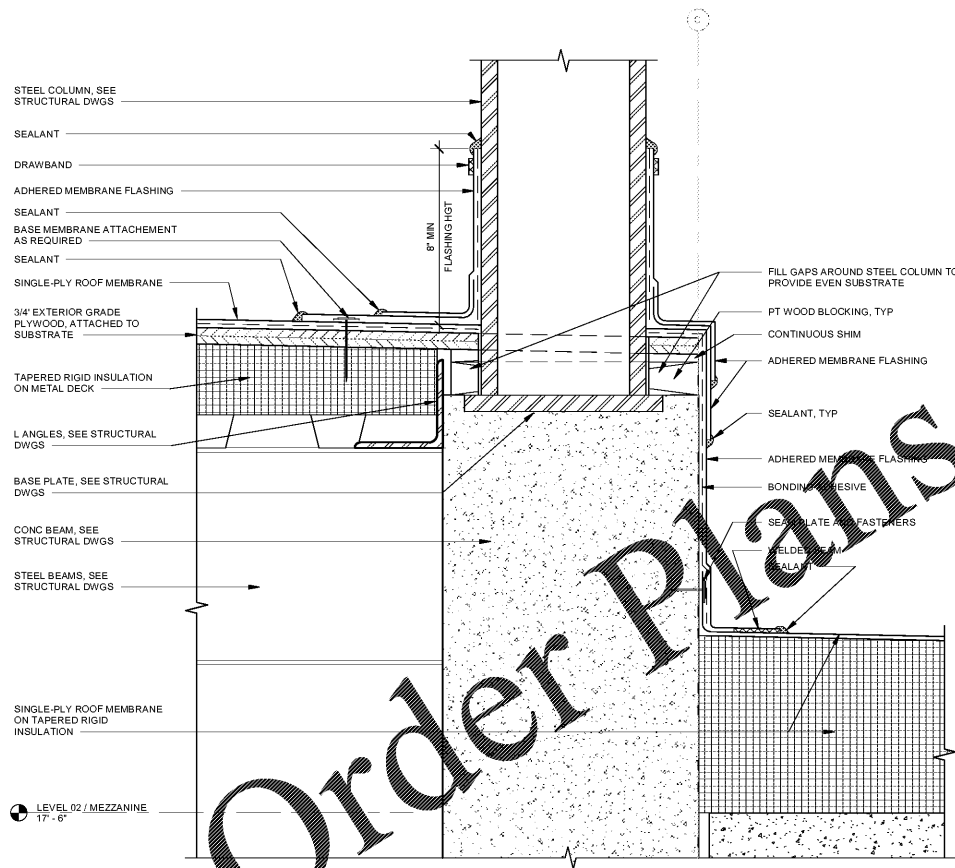 STEEL COLUMN, SEE
STRUCTURAL DWGS
SEALANT
DRAWBAND
ADHERED MEMBRANE FLASHING
SEALANT
BASE MEMBRANE ATTACHEMENT
AS REQUIRED
SEALANT
SINGLE-PLY ROOF MEMBRANE
3/4' EXTERIOR GRADE
PLYWOOD, ATTACHED TO
SUBSTRATE
TAPERED RIGID INSULATION
ON METAL DECK
L ANGLES, SEE STRUCTURAL
DWGS
BASE PLATE, SEE STRUCTURAL
DWGS
CONC BEAM, SEE
STRUCTURAL DWGS
STEEL BEAMS, SEE
STRUCTURAL DWGS
SINGLE-PLY ROOF MEMBRANE
ON TAPERED RIGID
INSULATION
LEVEL 02 / MEZZANINE
17' - 6"
8" MIN
FLASHING HGT
FILL GAPS AROUND STEEL COLUMN TO
PROVIDE EVEN SUBSTRATE
PT WOOD BLOCKING, TYP
CONTINUOUS SHIM
ADHERED MEMBRANE FLASHING
SEALANT, TYP
ADHERED MEMBRANE FLASHING
BONDING ADHESIVE
SEAM PLATE AND FASTENERS
WELDED SEAM
SEALANT
Order Plans